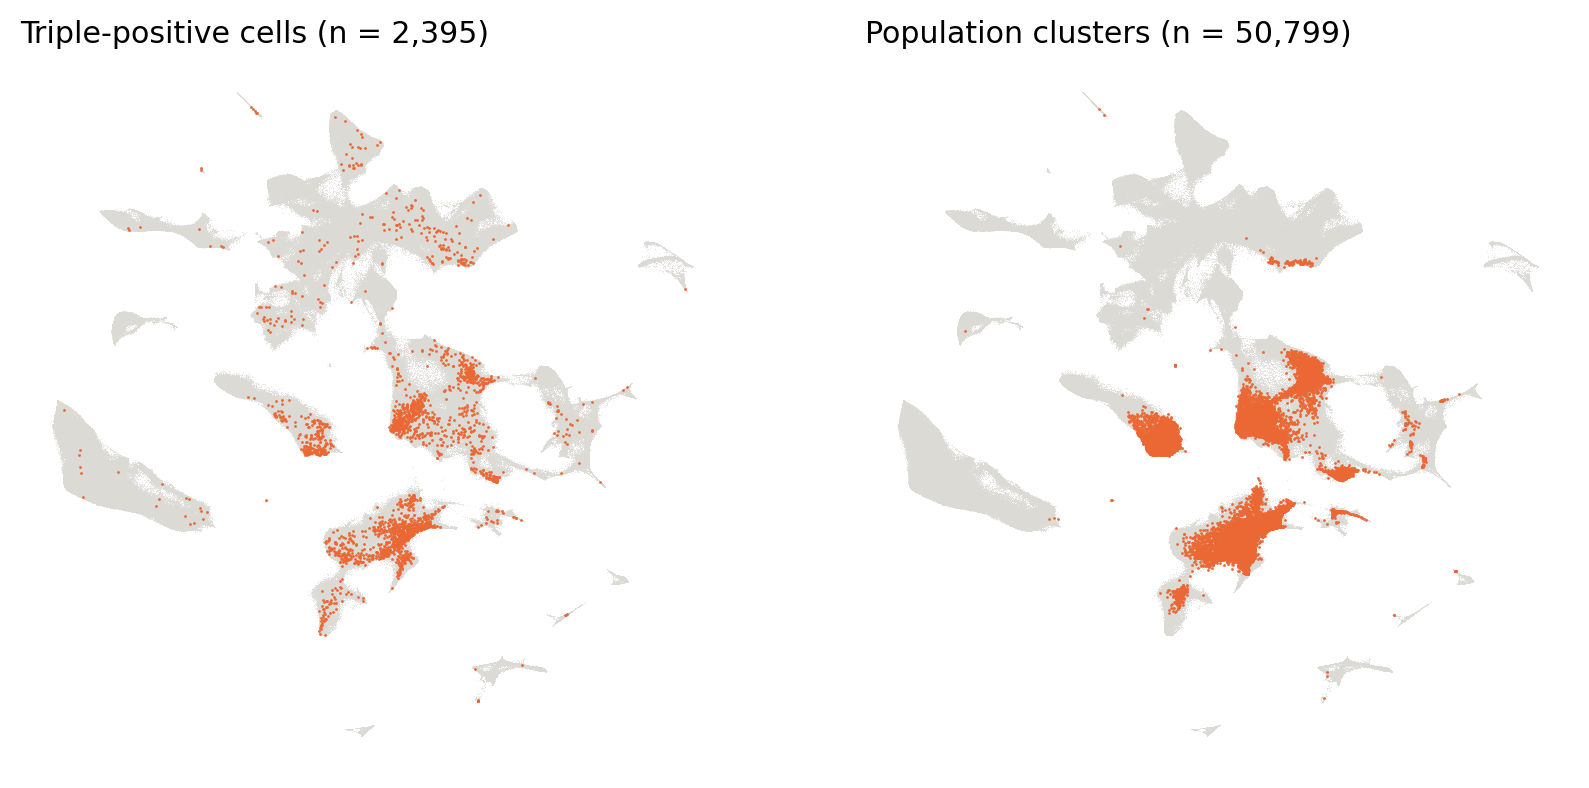 Triple-positive cells (n = 2,395)
Population clusters (n = 50,799)